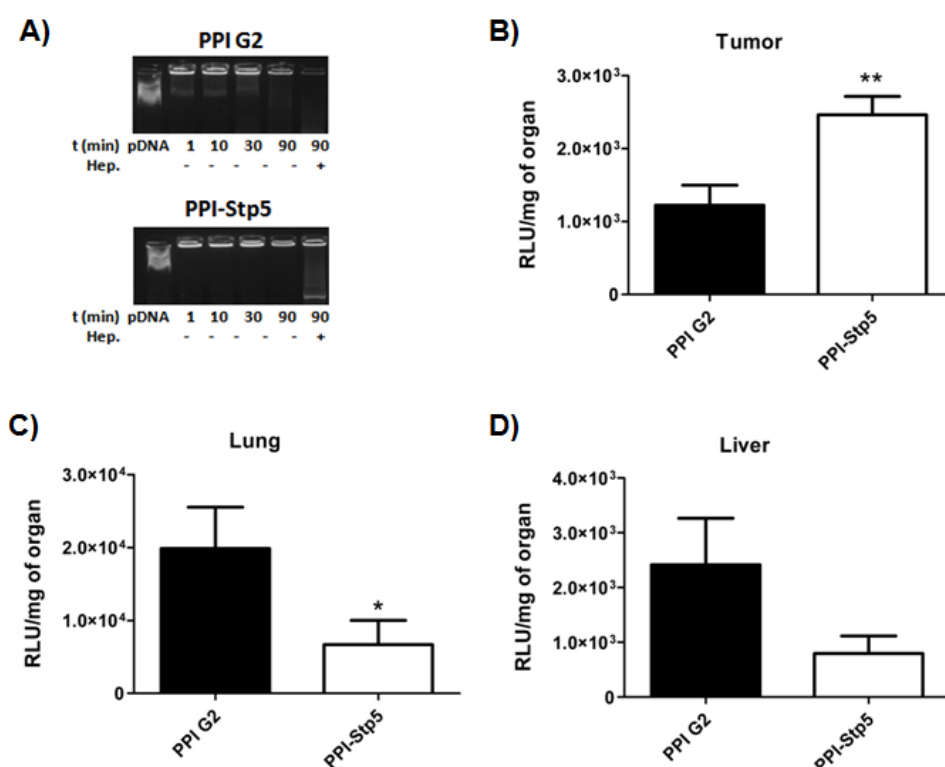 A)
PPI G2
t (min) pDNA 1 10 30 90 90
Hep. - - - - +
PPI-Stp5
t (min) pDNA 1 10 30 90 90
Hep. - - - - +
B)
Tumor
RLU/mg of organ
3.0×10³
2.0×10³
1.0×10³
0
**
PPI G2
PPI-Stp5
C)
Lung
RLU/mg of organ
3.0×10⁴
2.0×10⁴
1.0×10⁴
0
*
PPI G2
PPI-Stp5
D)
Liver
RLU/mg of organ
4.0×10³
3.0×10³
2.0×10³
1.0×10³
0
PPI G2
PPI-Stp5